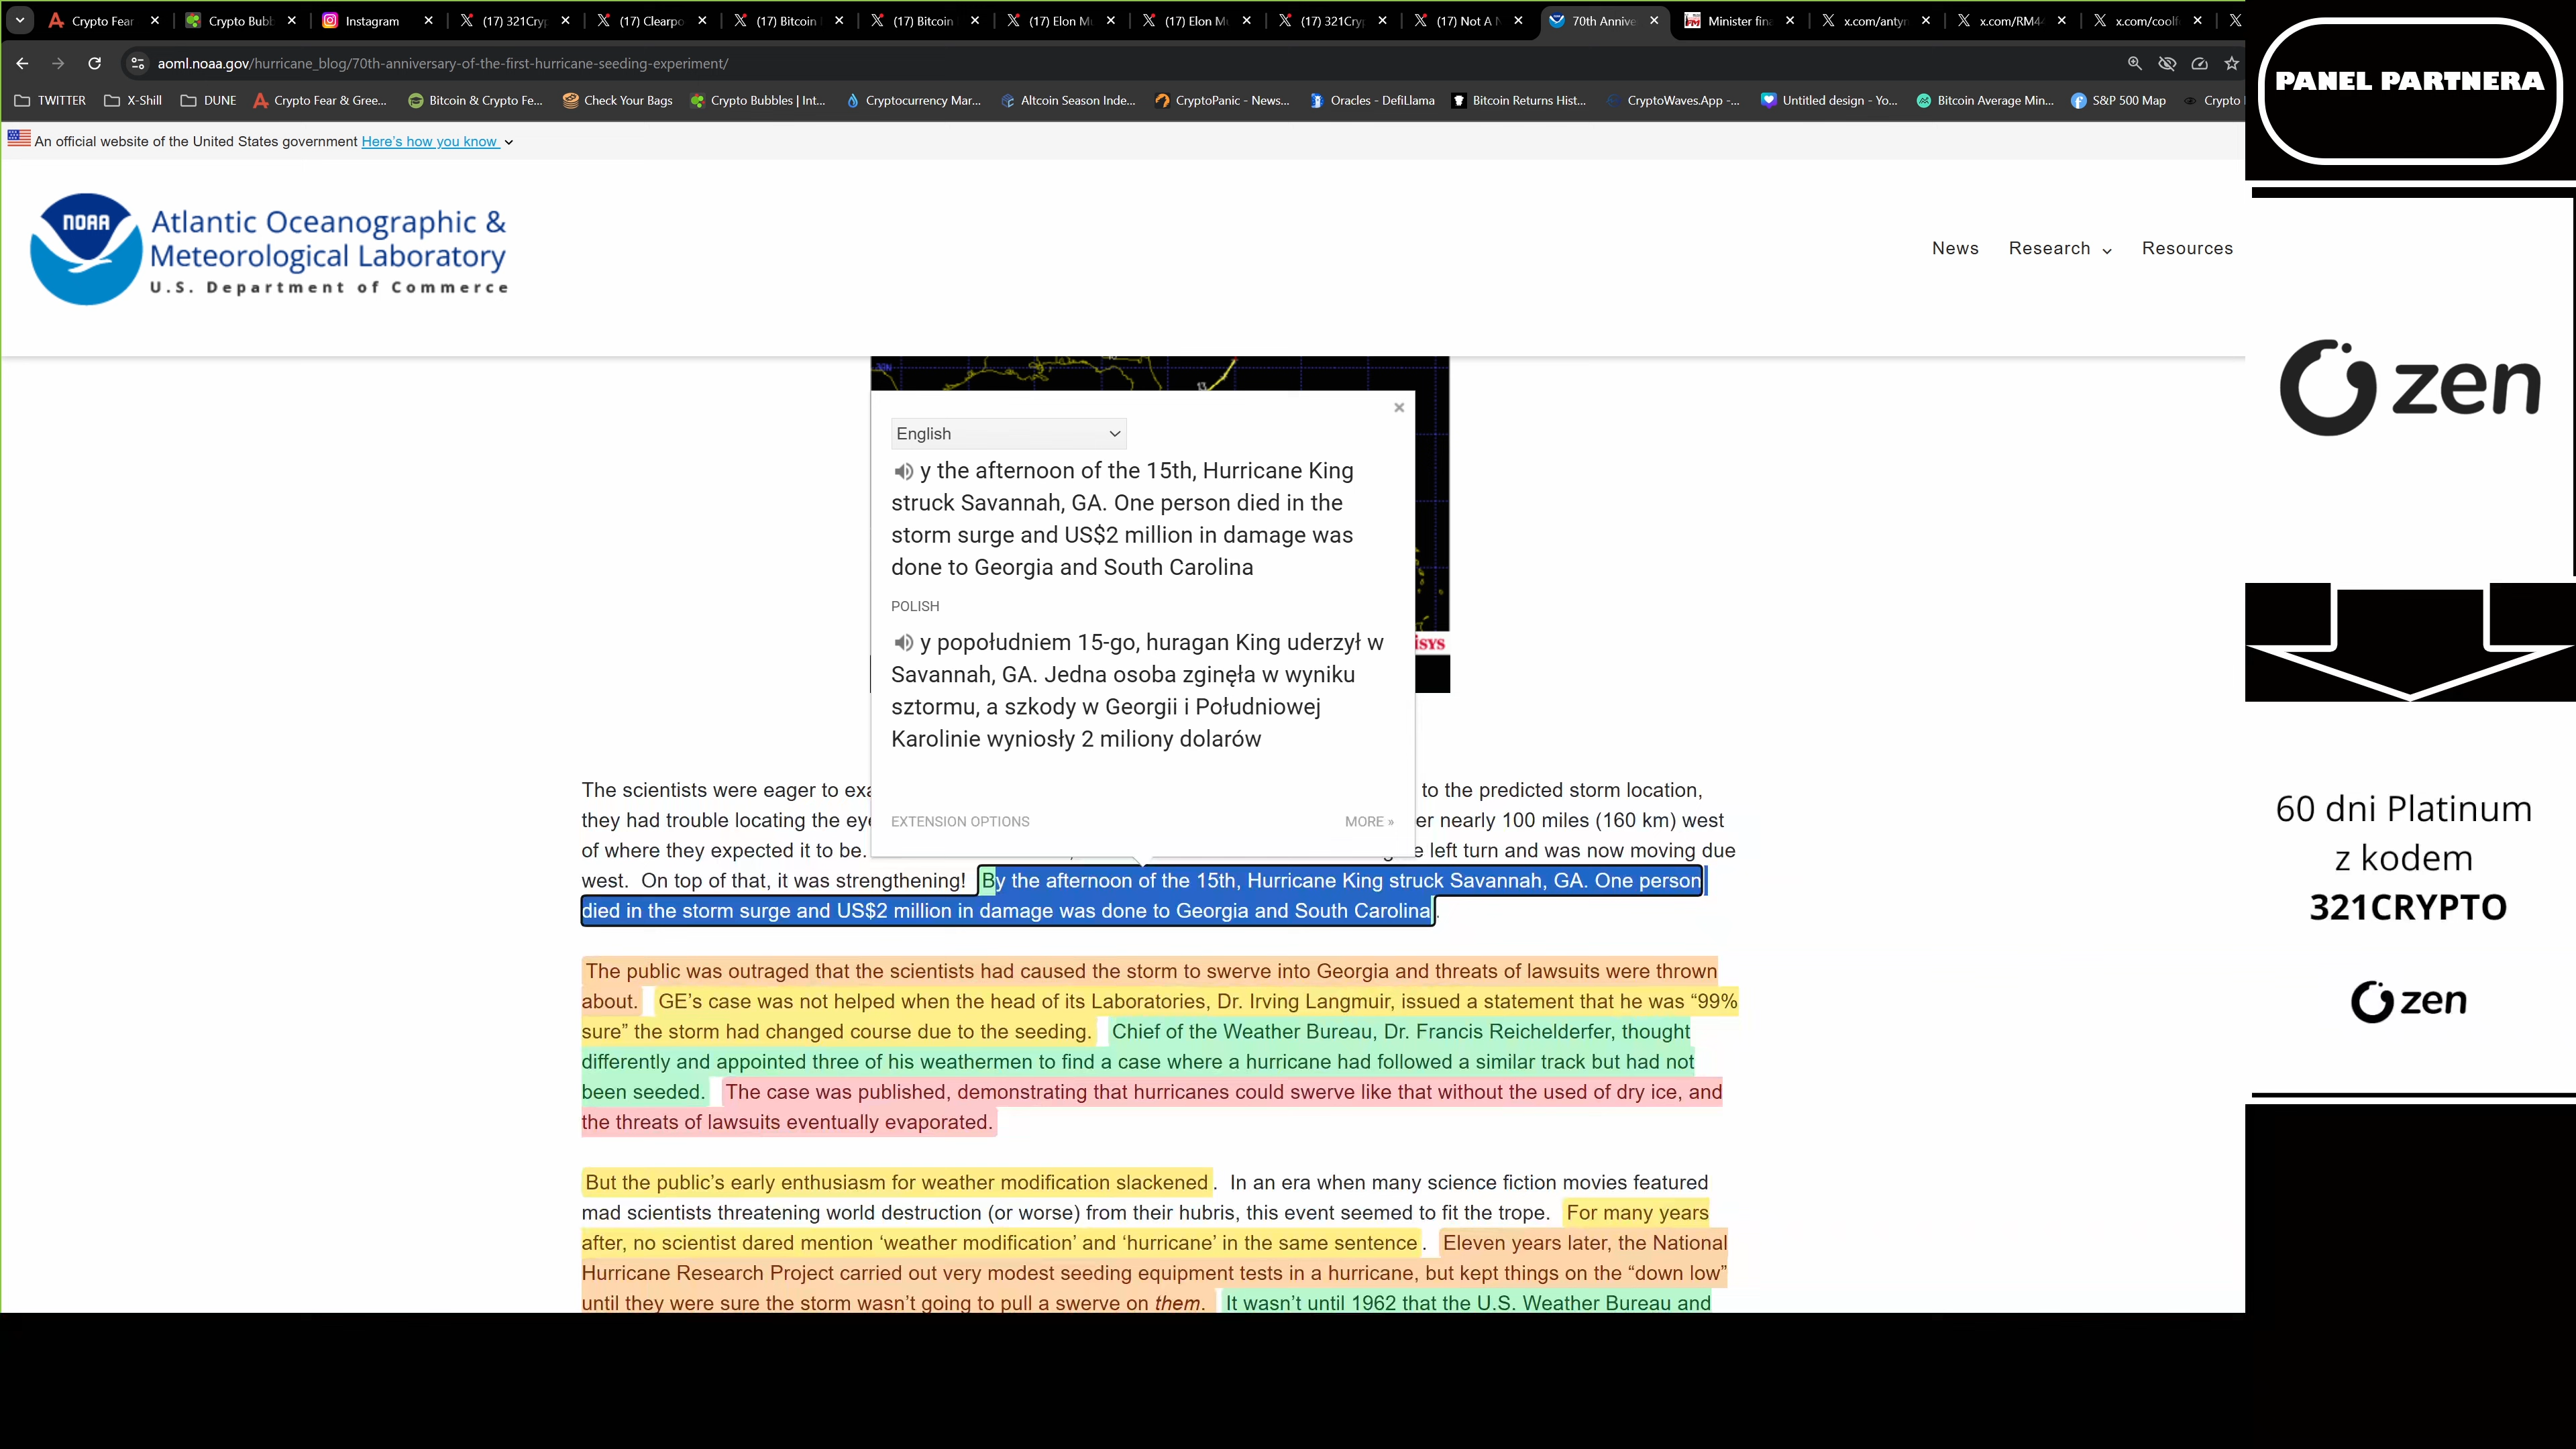 Crypto Fear
Crypto Bubb
Instagram
(17) 321Cryp
(17) Clearpo
(17) Bitcoin
(17) Bitcoin
(17) Elon M
(17) Elon M
(17) 321Cryp
(17) Not A N
70th Annive
Minister fina
x.com/antyn
x.com/RM4
x.com/coolf
aoml.noaa.gov/hurricane_blog/70th-anniversary-of-the-first-hurricane-seeding-experiment/
TWITTER
X-Shill
DUNE
Crypto Fear & Gree...
Bitcoin & Crypto Fe...
Check Your Bags
Crypto Bubbles | Int...
Cryptocurrency Mar...
Altcoin Season Inde...
CryptoPanic - News...
Oracles - DefiLlama
Bitcoin Returns Hist...
CryptoWaves.App -...
Untitled design - Yo...
Bitcoin Average Min...
S&P 500 Map
Crypto
An official website of the United States government Here's how you know
NOAA
Atlantic Oceanographic &
Meteorological Laboratory
U.S. Department of Commerce
News
Research
Resources
English
y the afternoon of the 15th, Hurricane King
struck Savannah, GA. One person died in the
storm surge and US$2 million in damage was
done to Georgia and South Carolina
POLISH
y popołudniem 15-go, huragan King uderzył w
Savannah, GA. Jedna osoba zginęła w wyniku
sztormu, a szkody w Georgii i Południowej
Karolinie wyniosły 2 miliony dolarów
EXTENSION OPTIONS
MORE »
isys
The scientists were eager to exa to the predicted storm location,
they had trouble locating the eye er nearly 100 miles (160 km) west
of where they expected it to be. left turn and was now moving due
west. On top of that, it was strengthening! By the afternoon of the 15th, Hurricane King struck Savannah, GA. One person
died in the storm surge and US$2 million in damage was done to Georgia and South Carolina.
The public was outraged that the scientists had caused the storm to swerve into Georgia and threats of lawsuits were thrown
about. GE's case was not helped when the head of its Laboratories, Dr. Irving Langmuir, issued a statement that he was “99%
sure” the storm had changed course due to the seeding. Chief of the Weather Bureau, Dr. Francis Reichelderfer, thought
differently and appointed three of his weathermen to find a case where a hurricane had followed a similar track but had not
been seeded. The case was published, demonstrating that hurricanes could swerve like that without the used of dry ice, and
the threats of lawsuits eventually evaporated.
But the public's early enthusiasm for weather modification slackened. In an era when many science fiction movies featured
mad scientists threatening world destruction (or worse) from their hubris, this event seemed to fit the trope. For many years
after, no scientist dared mention ‘weather modification’ and ‘hurricane’ in the same sentence. Eleven years later, the National
Hurricane Research Project carried out very modest seeding equipment tests in a hurricane, but kept things on the “down low”
until they were sure the storm wasn't going to pull a swerve on them. It wasn't until 1962 that the U.S. Weather Bureau and
PANEL PARTNERA
zen
60 dni Platinum
z kodem
321CRYPTO
zen